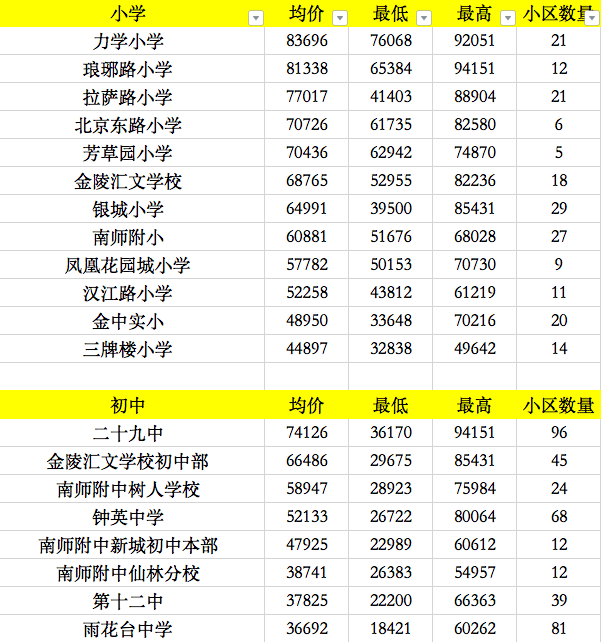 小学 均价 最低 最高 小区数量
力学小学 83696 76068 92051 21
琅琊路小学 81338 65384 94151 12
拉萨路小学 77017 41403 88904 21
北京东路小学 70726 61735 82580 6
芳草园小学 70436 62942 74870 5
金陵汇文学校 68765 52955 82236 18
银城小学 64991 39500 85431 29
南师附小 60881 51676 68028 27
凤凰花园城小学 57782 50153 70730 9
汉江路小学 52258 43812 61219 11
金中实小 48950 33648 70216 20
三牌楼小学 44897 32838 49642 14
初中 均价 最低 最高 小区数量
二十九中 74126 36170 94151 96
金陵汇文学校初中部 66486 29675 85431 45
南师附中树人学校 58947 28923 75984 24
钟英中学 52133 26722 80064 68
南师附中新城初中本部 47925 22989 60612 12
南师附中仙林分校 38741 26383 54957 12
第十二中 37825 22200 66363 39
雨花台中学 36692 18421 60262 81